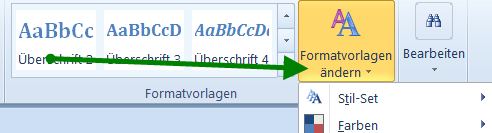 AaBbCc AaBbCcD AaBbCcD
Überschrift 2 Überschrift 3 Überschrift 4
Formatvorlagen
ändern
Bearbeiten
Formatvorlagen
Stil-Set
Farben